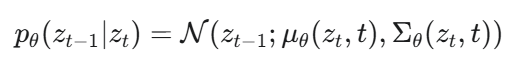 p_θ(z_{t−1}|z_t) = 𝒩(z_{t−1}; μ_θ(z_t, t), Σ_θ(z_t, t))